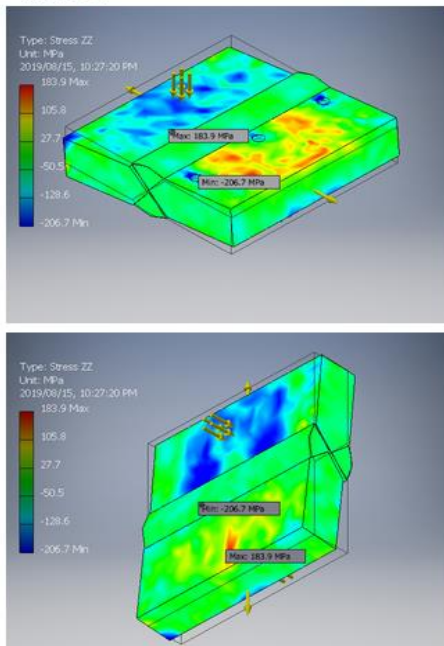 Type: Stress ZZ
Unit: MPa
2019/08/15, 10:27:20 PM
183.9 Max
105.8
27.7
-50.5
-128.6
-206.7 Min
Max: 183.9 MPa
Min: -206.7 MPa
Type: Stress ZZ
Unit: MPa
2019/08/15, 10:27:20 PM
183.9 Max
105.8
27.7
-50.5
-128.6
-206.7 Min
Min: -206.7 MPa
Max: 183.9 MPa